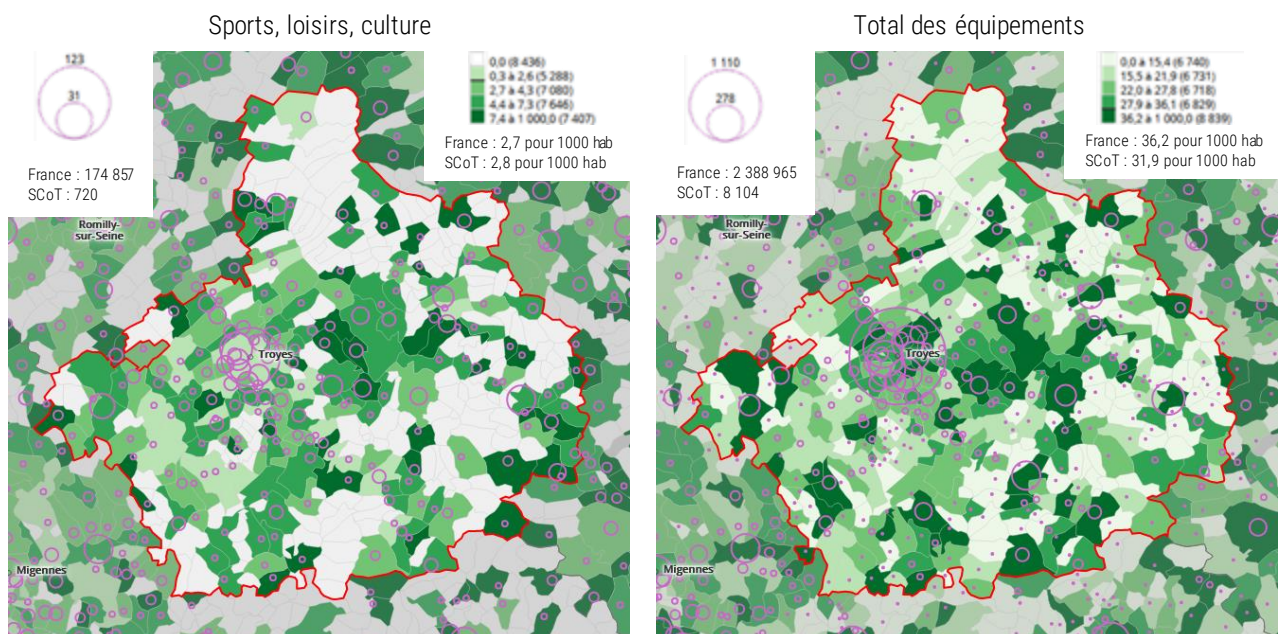 Sports, loisirs, culture
123
31
France : 174 857
SCoT : 720
0,0 (8 436)
0,3 à 2,6 (5 288)
2,7 à 4,3 (7 080)
4,4 à 7,3 (7 646)
7,4 à 1 000,0 (7 407)
France : 2,7 pour 1000 hab
SCoT : 2,8 pour 1000 hab
Romilly-
sur-Seine
Troyes
Migennes
Total des équipements
1 110
278
France : 2 388 965
SCoT : 8 104
0,0 à 15,4 (6 740)
15,5 à 21,9 (6 731)
22,0 à 27,8 (6 718)
27,9 à 36,1 (6 829)
36,2 à 1 000,0 (8 839)
France : 36,2 pour 1000 hab
SCoT : 31,9 pour 1000 hab
Romilly-
sur-Seine
Troyes
Migennes